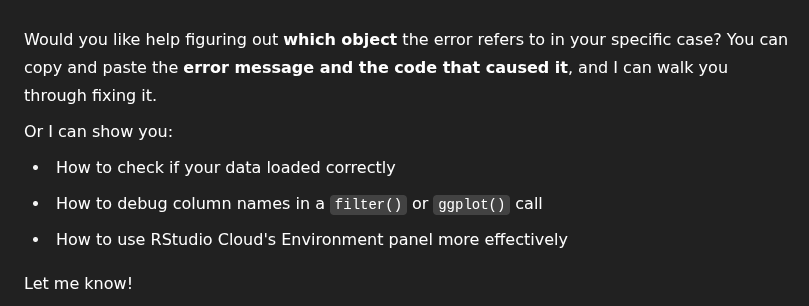 Would you like help figuring out which object the error refers to in your specific case? You can
copy and paste the error message and the code that caused it, and I can walk you
through fixing it.
Or I can show you:
• How to check if your data loaded correctly
• How to debug column names in a filter() or ggplot() call
• How to use RStudio Cloud's Environment panel more effectively
Let me know!